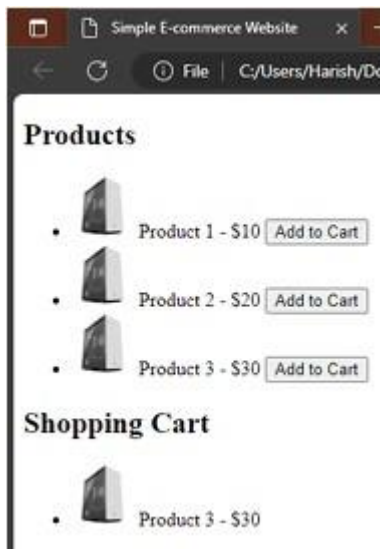 Simple E-commerce Website
File C:/Users/Harish/Do
Products
Product 1 - $10 Add to Cart
Product 2 - $20 Add to Cart
Product 3 - $30 Add to Cart
Shopping Cart
Product 3 - $30